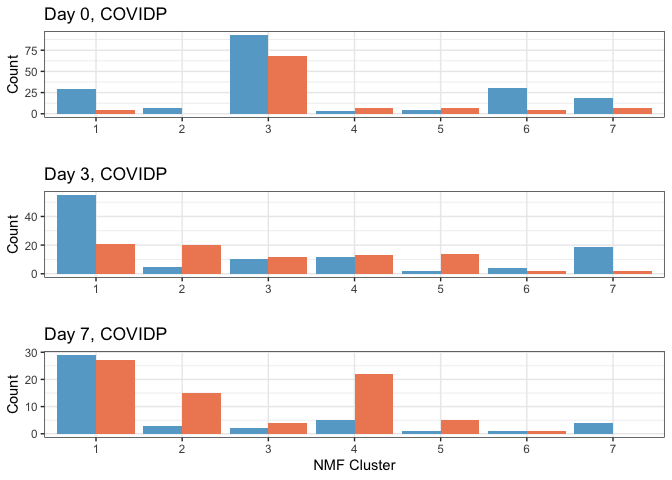 Day 0, COVIDP
75
50
25
0
Count
1 2 3 4 5 6 7
Day 3, COVIDP
40
20
0
Count
1 2 3 4 5 6 7
Day 7, COVIDP
30
20
10
0
Count
1 2 3 4 5 6 7
NMF Cluster